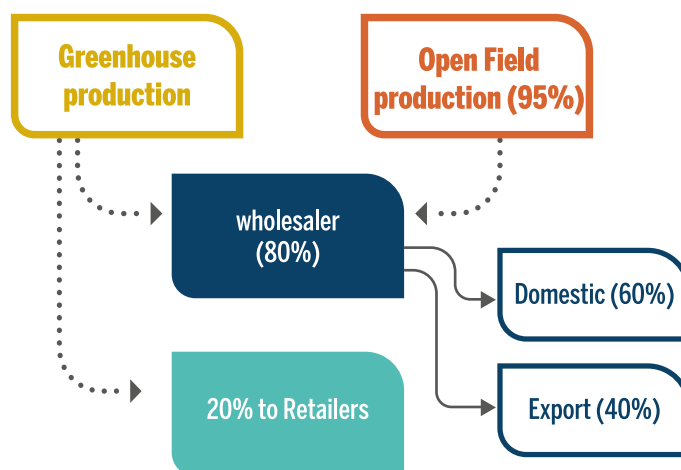 Greenhouse
production
Open Field
production (95%)
wholesaler
(80%)
Domestic (60%)
20% to Retailers
Export (40%)